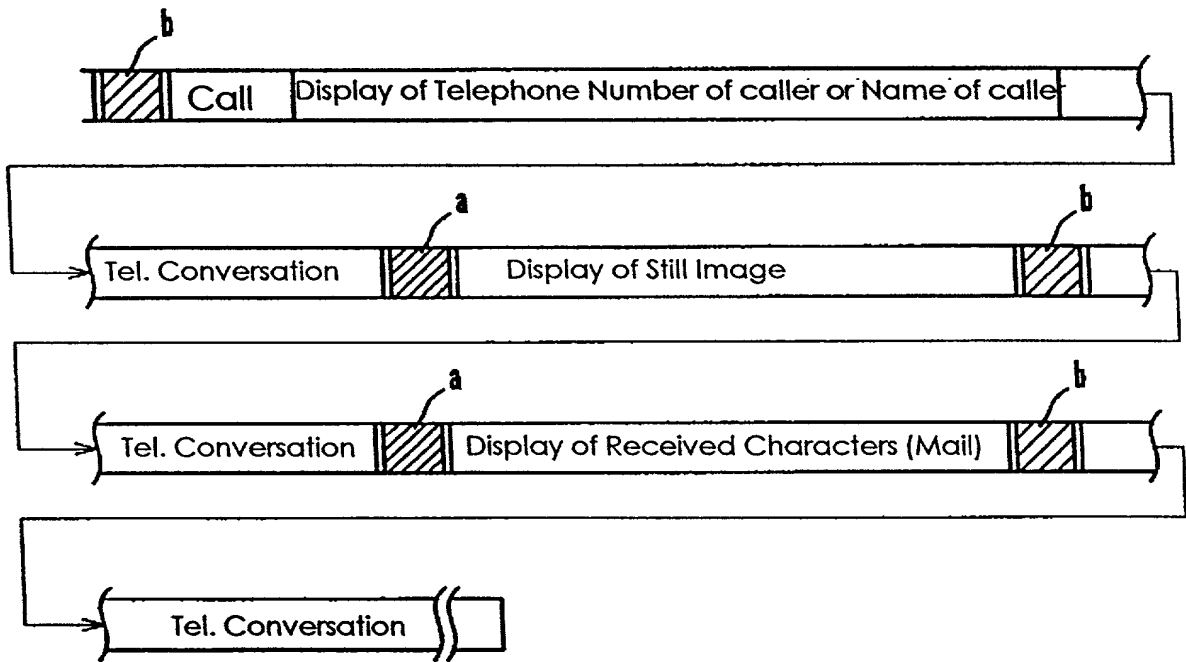 b
Call Display of Telephone Number of caller or Name of caller
a b
Tel. Conversation Display of Still Image
a b
Tel. Conversation Display of Received Characters (Mail)
Tel. Conversation